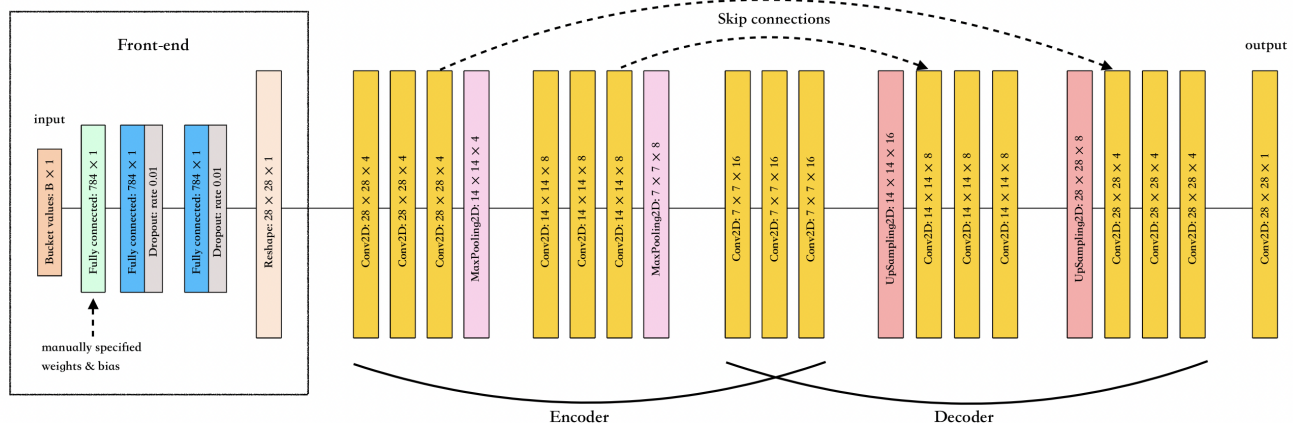 Skip connections
Front-end
output
input
Bucket values: B × 1
Fully connected: 784 × 1
Fully connected: 784 × 1
Dropout: rate 0.01
Fully connected: 784 × 1
Dropout: rate 0.01
Reshape: 28 × 28 × 1
Conv2D: 28 × 28 × 4
Conv2D: 28 × 28 × 4
Conv2D: 28 × 28 × 4
MaxPooling2D: 14 × 14 × 4
Conv2D: 14 × 14 × 8
Conv2D: 14 × 14 × 8
Conv2D: 14 × 14 × 8
MaxPooling2D: 7 × 7 × 8
Conv2D: 7 × 7 × 16
Conv2D: 7 × 7 × 16
Conv2D: 7 × 7 × 16
UpSampling2D: 14 × 14 × 16
Conv2D: 14 × 14 × 8
Conv2D: 14 × 14 × 8
Conv2D: 14 × 14 × 8
UpSampling2D: 28 × 28 × 8
Conv2D: 28 × 28 × 4
Conv2D: 28 × 28 × 4
Conv2D: 28 × 28 × 4
Conv2D: 28 × 28 × 1
manually specified
weights & bias
Encoder
Decoder